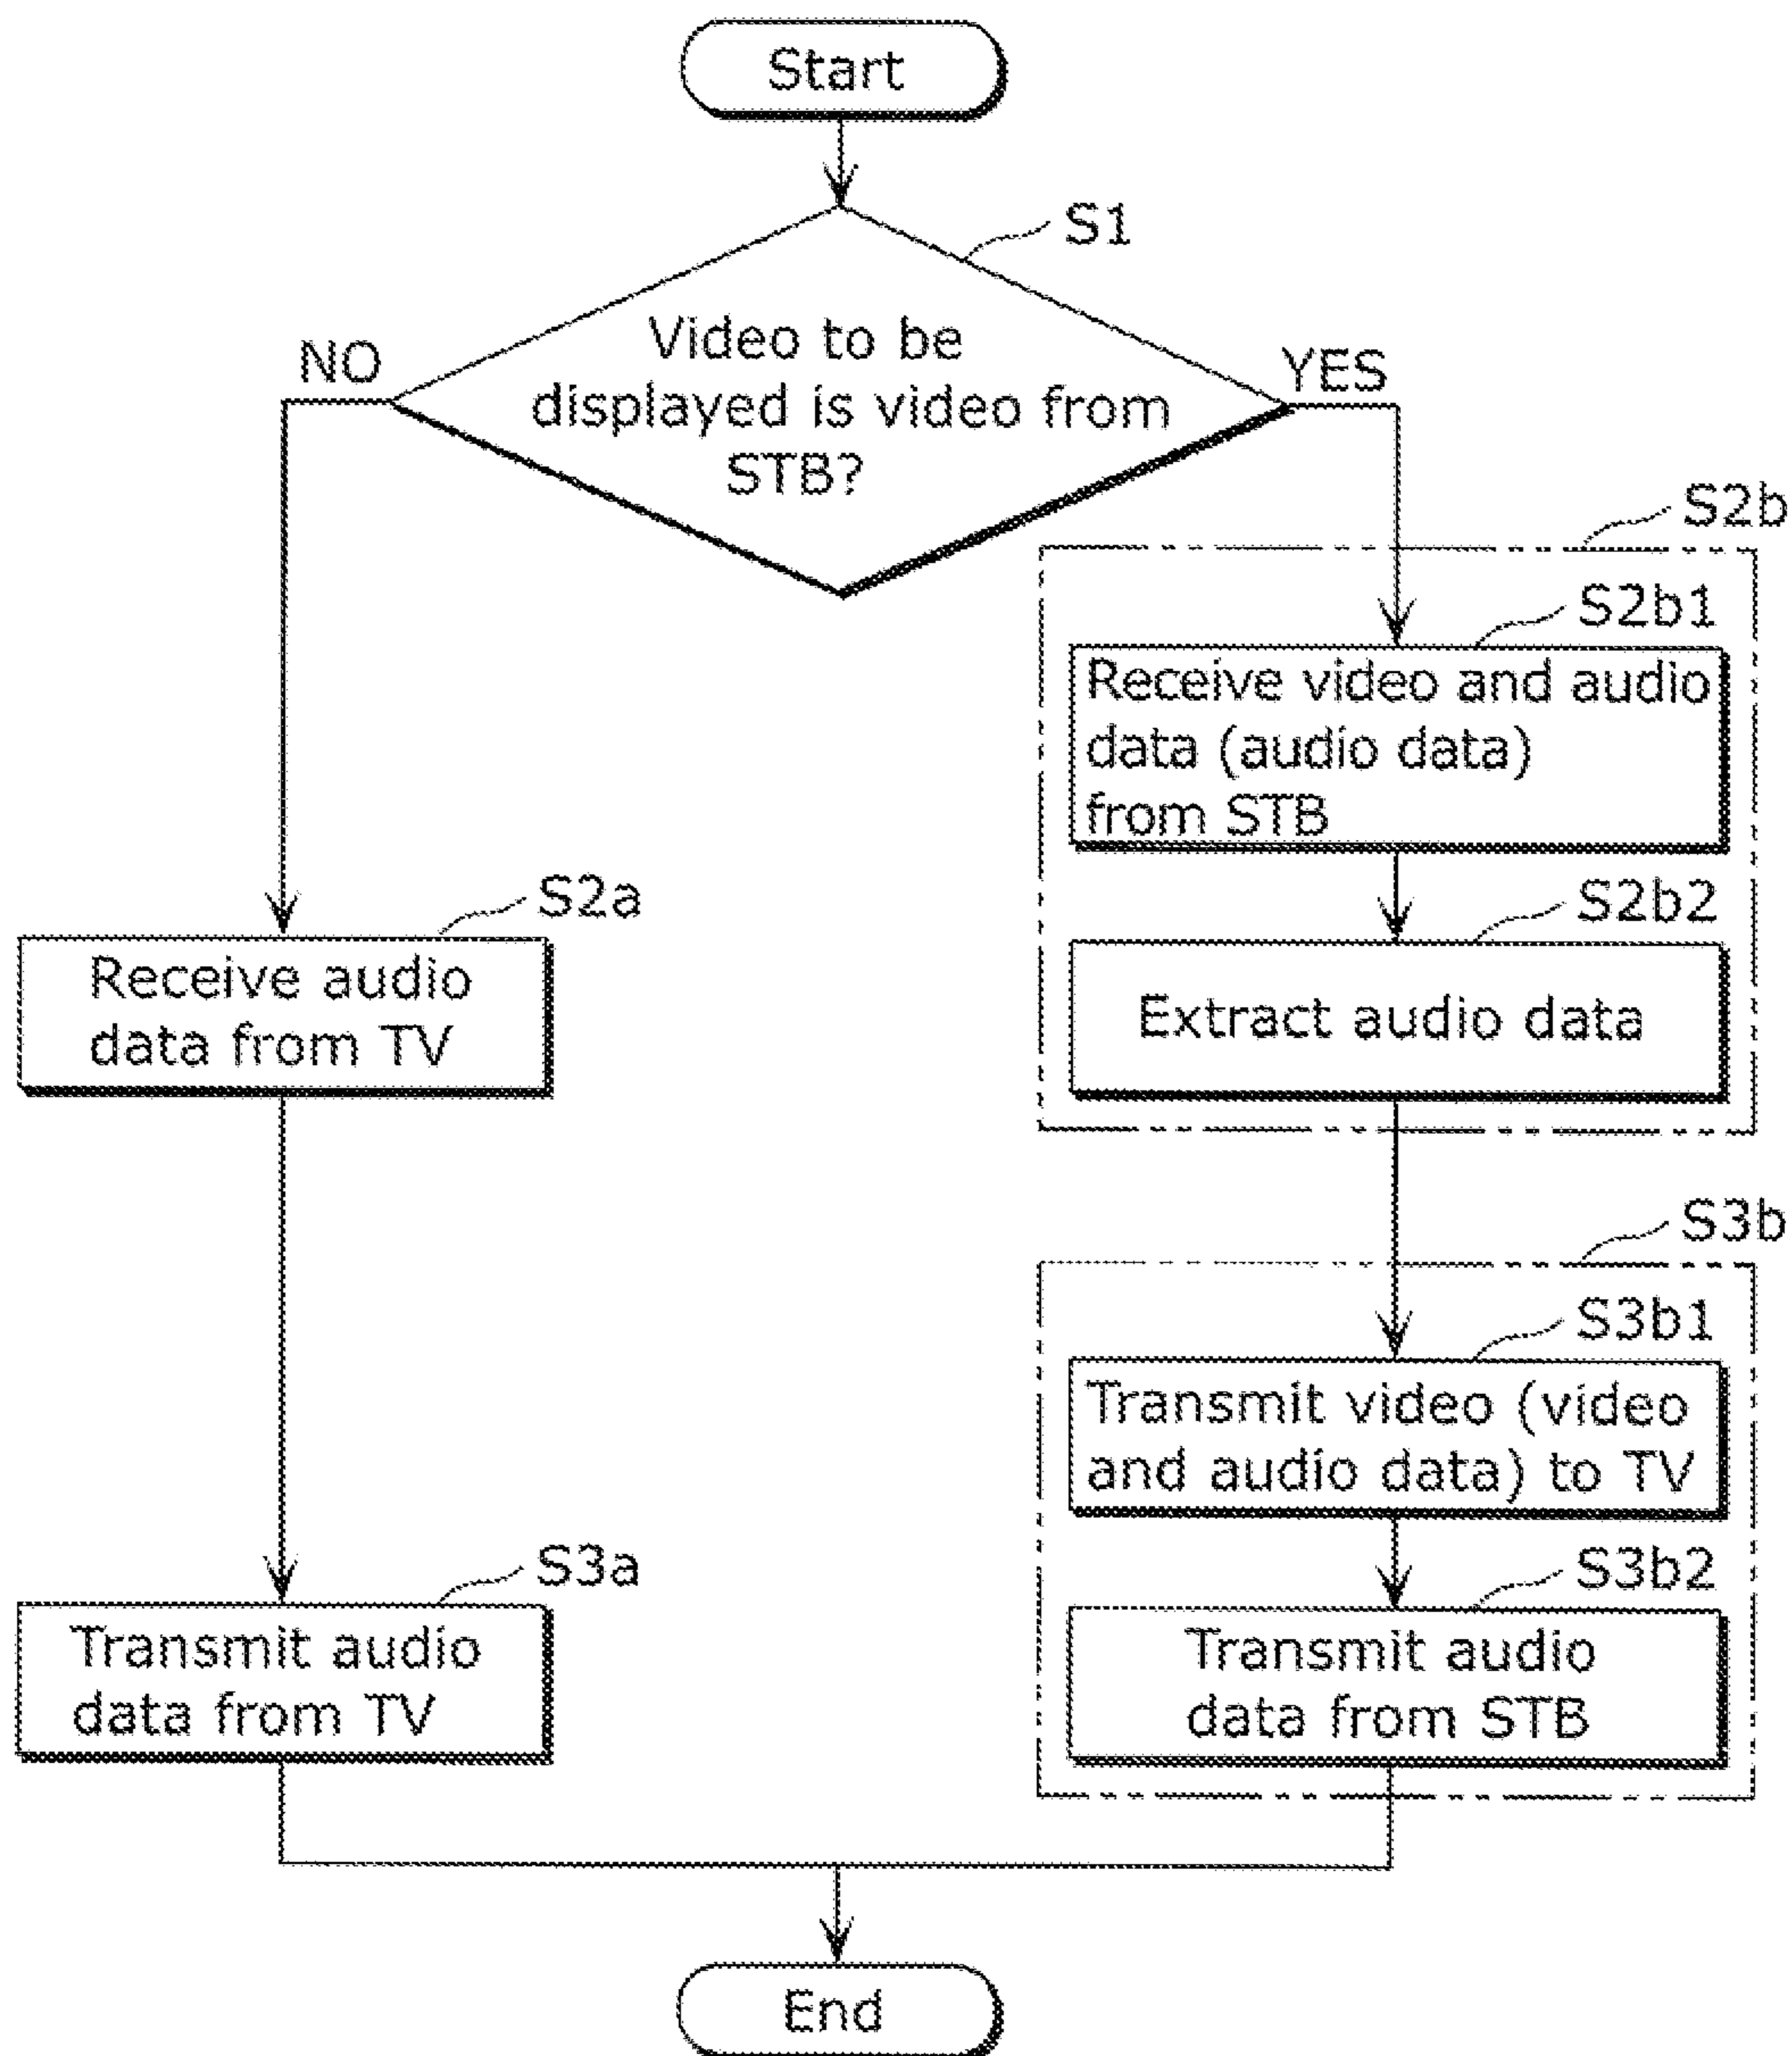 Start
S1
Video to be
displayed is video from
STB?
NO
YES
S2b
S2b1
Receive video and audio
data (audio data)
from STB
S2a
Receive audio
data from TV
S2b2
Extract audio data
S3b
S3b1
Transmit video (video
and audio data) to TV
S3a
Transmit audio
data from TV
S3b2
Transmit audio
data from STB
End